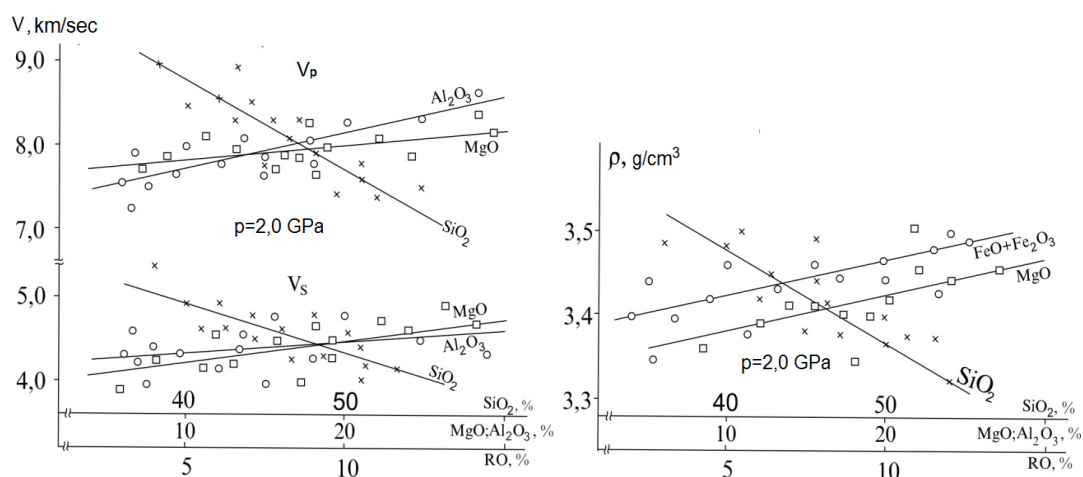 V, km/sec
9,0
Vp
Al₂O₃
8,0
MgO
p=2,0 GPa
SiO₂
7,0
5,0
VS
MgO
Al₂O₃
4,0
SiO₂
40
50
SiO₂, %
10
20
MgO;Al₂O₃, %
5
10
RO, %
ρ, g/cm³
3,5
FeO+Fe₂O₃
MgO
3,4
p=2,0 GPa
SiO₂
3,3
40
50
SiO₂, %
10
20
MgO;Al₂O₃, %
5
10
RO, %